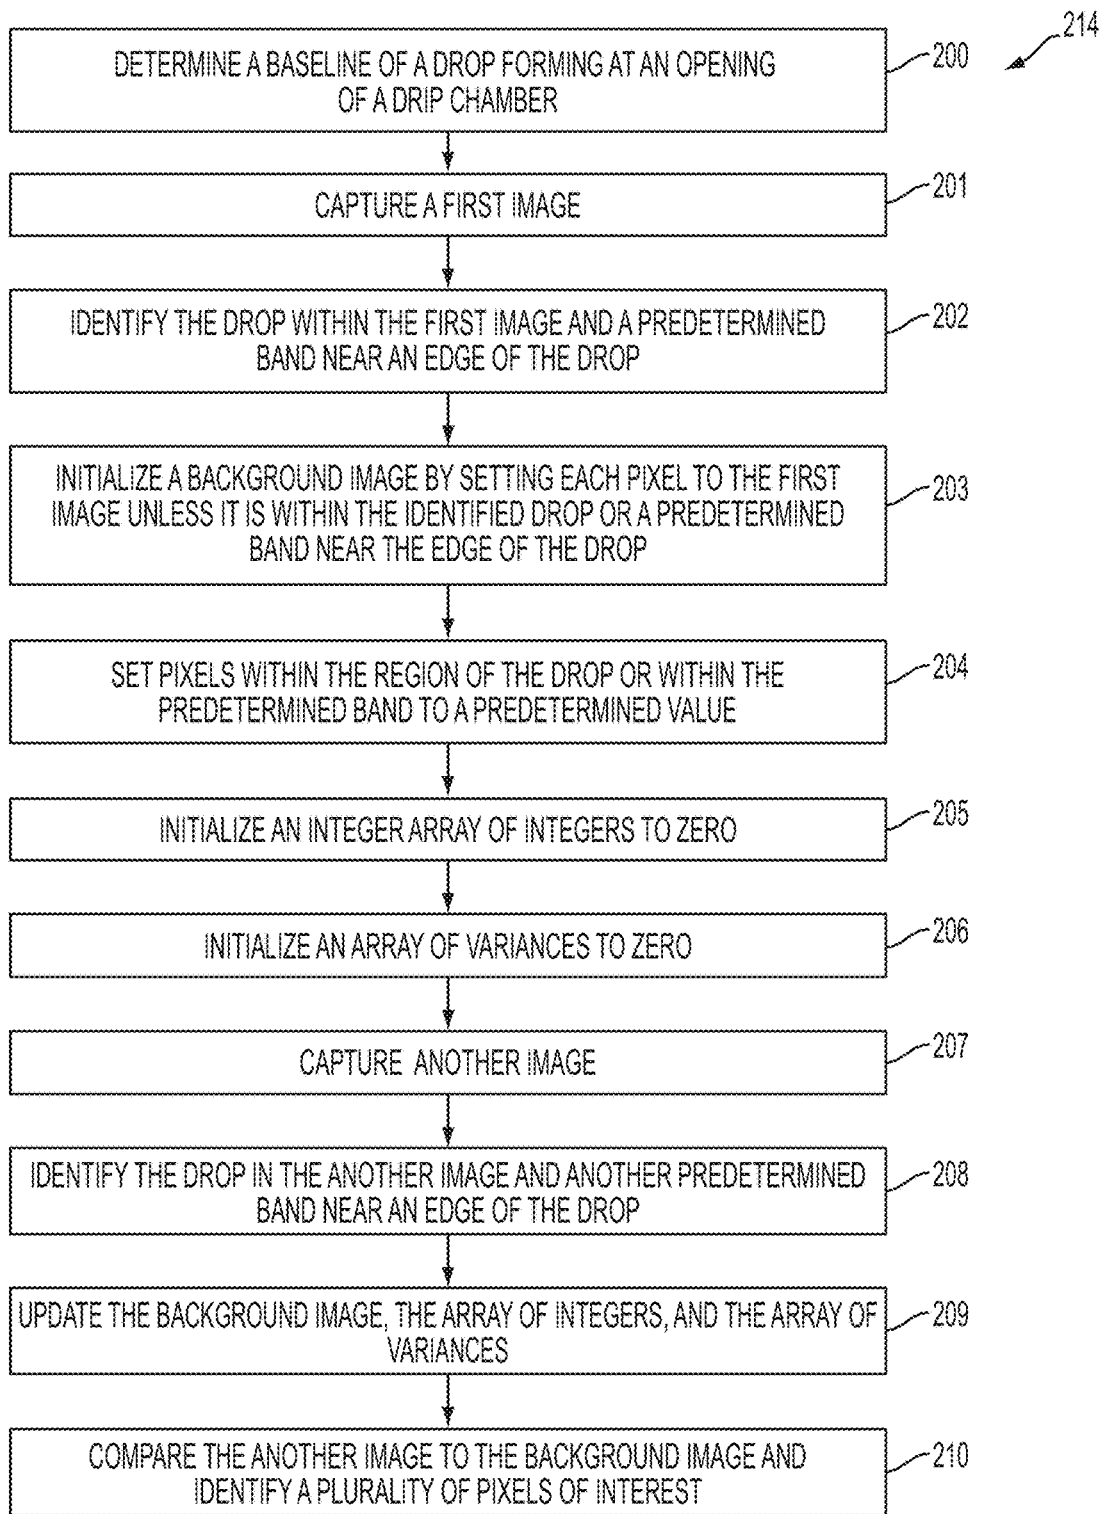 214
DETERMINE A BASELINE OF A DROP FORMING AT AN OPENING
OF A DRIP CHAMBER
200
CAPTURE A FIRST IMAGE
201
IDENTIFY THE DROP WITHIN THE FIRST IMAGE AND A PREDETERMINED
BAND NEAR AN EDGE OF THE DROP
202
INITIALIZE A BACKGROUND IMAGE BY SETTING EACH PIXEL TO THE FIRST
IMAGE UNLESS IT IS WITHIN THE IDENTIFIED DROP OR A PREDETERMINED
BAND NEAR THE EDGE OF THE DROP
203
SET PIXELS WITHIN THE REGION OF THE DROP OR WITHIN THE
PREDETERMINED BAND TO A PREDETERMINED VALUE
204
INITIALIZE AN INTEGER ARRAY OF INTEGERS TO ZERO
205
INITIALIZE AN ARRAY OF VARIANCES TO ZERO
206
CAPTURE ANOTHER IMAGE
207
IDENTIFY THE DROP IN THE ANOTHER IMAGE AND ANOTHER PREDETERMINED
BAND NEAR AN EDGE OF THE DROP
208
UPDATE THE BACKGROUND IMAGE, THE ARRAY OF INTEGERS, AND THE ARRAY OF
VARIANCES
209
COMPARE THE ANOTHER IMAGE TO THE BACKGROUND IMAGE AND
IDENTIFY A PLURALITY OF PIXELS OF INTEREST
210